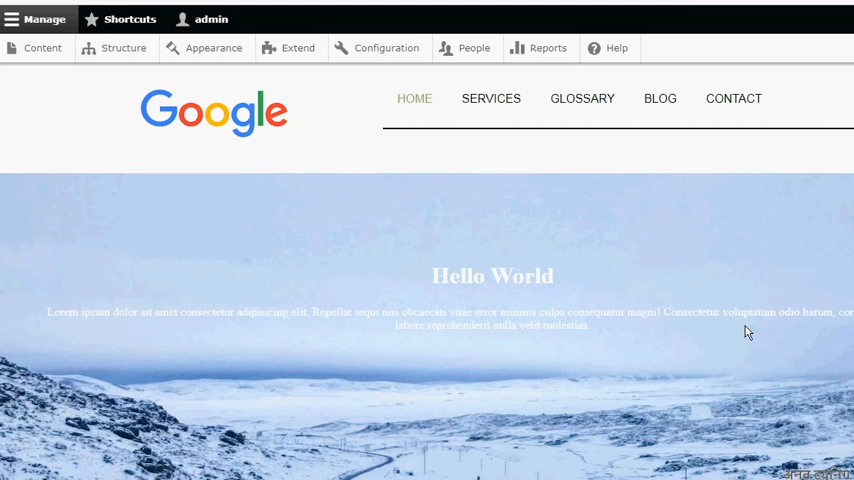 Manage Shortcuts admin
Content Structure Appearance Extend Configuration People Reports Help
Google
HOME SERVICES GLOSSARY BLOG CONTACT
Hello World
Lorem ipsum dolor sit amet consectetur adipisicing elit. Repellat sequi nisi obcaecati vitae error minima culpa consequatur magni! Consectetur voluptatum odio harum,
labore reprehenderit nulla velit molestias.